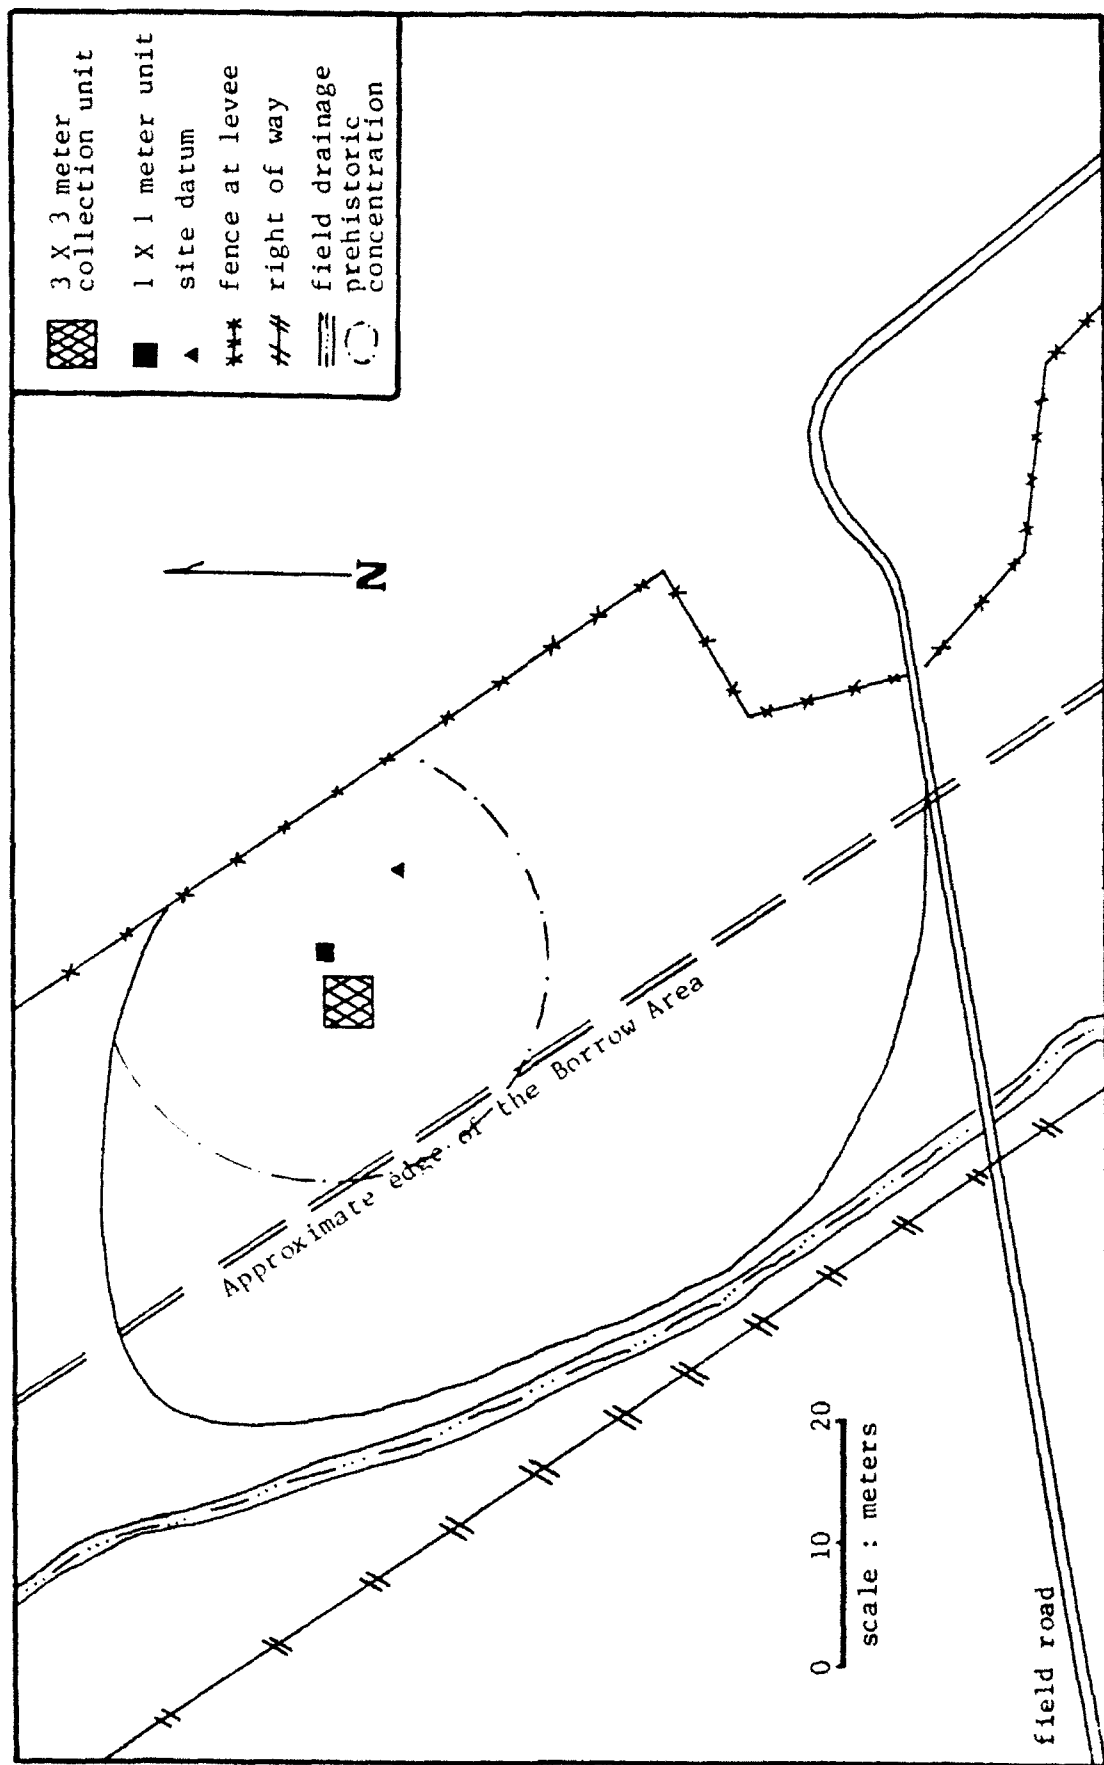 3 X 3 meter
collection unit
1 X 1 meter unit
site datum
fence at levee
right of way
field drainage
prehistoric
concentration
N
Approximate edge of the Borrow Area
0 10 20
scale : meters
field road